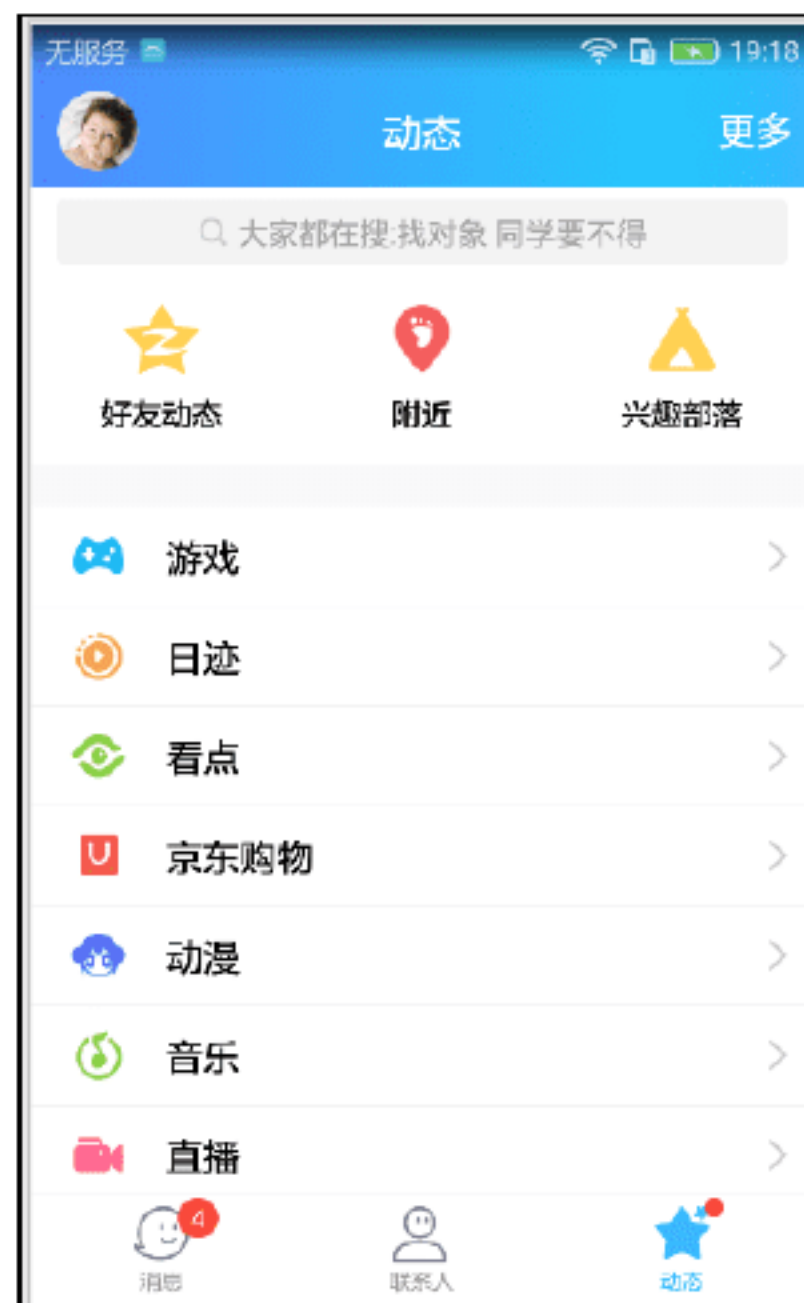 无服务 19:18
动态 更多
大家都在搜:找对象 同学要不得
好友动态 附近 兴趣部落
游戏
日迹
看点
京东购物
动漫
音乐
直播
4
消息 联系人 动态